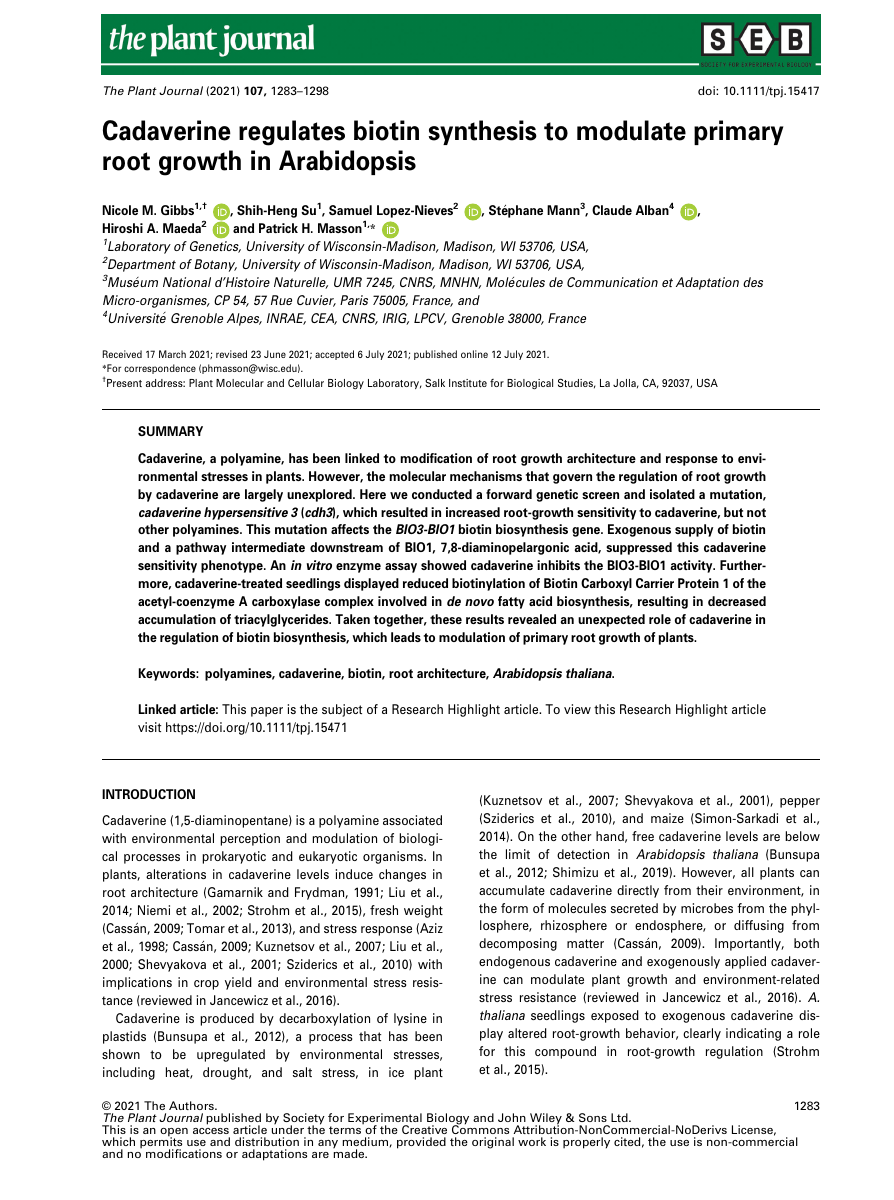 the plant journal
SEB
SOCIETY FOR EXPERIMENTAL BIOLOGY
The Plant Journal (2021) 107, 1283–1298
doi: 10.1111/tpj.15417
Cadaverine regulates biotin synthesis to modulate primary
root growth in Arabidopsis
Nicole M. Gibbs1,† iD, Shih-Heng Su1, Samuel Lopez-Nieves2 iD, Stéphane Mann3, Claude Alban4 iD,
Hiroshi A. Maeda2 iD and Patrick H. Masson1,* iD
1Laboratory of Genetics, University of Wisconsin-Madison, Madison, WI 53706, USA,
2Department of Botany, University of Wisconsin-Madison, Madison, WI 53706, USA,
3Muséum National d’Histoire Naturelle, UMR 7245, CNRS, MNHN, Molécules de Communication et Adaptation des
Micro-organismes, CP 54, 57 Rue Cuvier, Paris 75005, France, and
4Université Grenoble Alpes, INRAE, CEA, CNRS, IRIG, LPCV, Grenoble 38000, France
Received 17 March 2021; revised 23 June 2021; accepted 6 July 2021; published online 12 July 2021.
*For correspondence (phmasson@wisc.edu).
†Present address: Plant Molecular and Cellular Biology Laboratory, Salk Institute for Biological Studies, La Jolla, CA, 92037, USA
SUMMARY
Cadaverine, a polyamine, has been linked to modification of root growth architecture and response to envi-
ronmental stresses in plants. However, the molecular mechanisms that govern the regulation of root growth
by cadaverine are largely unexplored. Here we conducted a forward genetic screen and isolated a mutation,
cadaverine hypersensitive 3 (cdh3), which resulted in increased root-growth sensitivity to cadaverine, but not
other polyamines. This mutation affects the BIO3-BIO1 biotin biosynthesis gene. Exogenous supply of biotin
and a pathway intermediate downstream of BIO1, 7,8-diaminopelargonic acid, suppressed this cadaverine
sensitivity phenotype. An in vitro enzyme assay showed cadaverine inhibits the BIO3-BIO1 activity. Further-
more, cadaverine-treated seedlings displayed reduced biotinylation of Biotin Carboxyl Carrier Protein 1 of the
acetyl-coenzyme A carboxylase complex involved in de novo fatty acid biosynthesis, resulting in decreased
accumulation of triacylglycerides. Taken together, these results revealed an unexpected role of cadaverine in
the regulation of biotin biosynthesis, which leads to modulation of primary root growth of plants.
Keywords: polyamines, cadaverine, biotin, root architecture, Arabidopsis thaliana.
Linked article: This paper is the subject of a Research Highlight article. To view this Research Highlight article
visit https://doi.org/10.1111/tpj.15471
INTRODUCTION
Cadaverine (1,5-diaminopentane) is a polyamine associated
with environmental perception and modulation of biologi-
cal processes in prokaryotic and eukaryotic organisms. In
plants, alterations in cadaverine levels induce changes in
root architecture (Gamarnik and Frydman, 1991; Liu et al.,
2014; Niemi et al., 2002; Strohm et al., 2015), fresh weight
(Cassán, 2009; Tomar et al., 2013), and stress response (Aziz
et al., 1998; Cassán, 2009; Kuznetsov et al., 2007; Liu et al.,
2000; Shevyakova et al., 2001; Sziderics et al., 2010) with
implications in crop yield and environmental stress resis-
tance (reviewed in Jancewicz et al., 2016).
Cadaverine is produced by decarboxylation of lysine in
plastids (Bunsupa et al., 2012), a process that has been
shown to be upregulated by environmental stresses,
including heat, drought, and salt stress, in ice plant
(Kuznetsov et al., 2007; Shevyakova et al., 2001), pepper
(Sziderics et al., 2010), and maize (Simon-Sarkadi et al.,
2014). On the other hand, free cadaverine levels are below
the limit of detection in Arabidopsis thaliana (Bunsupa
et al., 2012; Shimizu et al., 2019). However, all plants can
accumulate cadaverine directly from their environment, in
the form of molecules secreted by microbes from the phyl-
losphere, rhizosphere or endosphere, or diffusing from
decomposing matter (Cassán, 2009). Importantly, both
endogenous cadaverine and exogenously applied cadaver-
ine can modulate plant growth and environment-related
stress resistance (reviewed in Jancewicz et al., 2016). A.
thaliana seedlings exposed to exogenous cadaverine dis-
play altered root-growth behavior, clearly indicating a role
for this compound in root-growth regulation (Strohm
et al., 2015).
© 2021 The Authors.
1283
The Plant Journal published by Society for Experimental Biology and John Wiley & Sons Ltd.
This is an open access article under the terms of the Creative Commons Attribution-NonCommercial-NoDerivs License,
which permits use and distribution in any medium, provided the original work is properly cited, the use is non-commercial
and no modifications or adaptations are made.